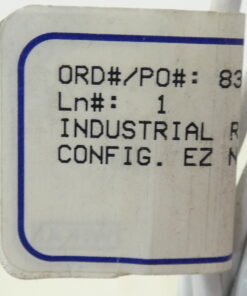 ORD#/PO#: 83
Ln#: 1
INDUSTRIAL R
CONFIG. EZ N